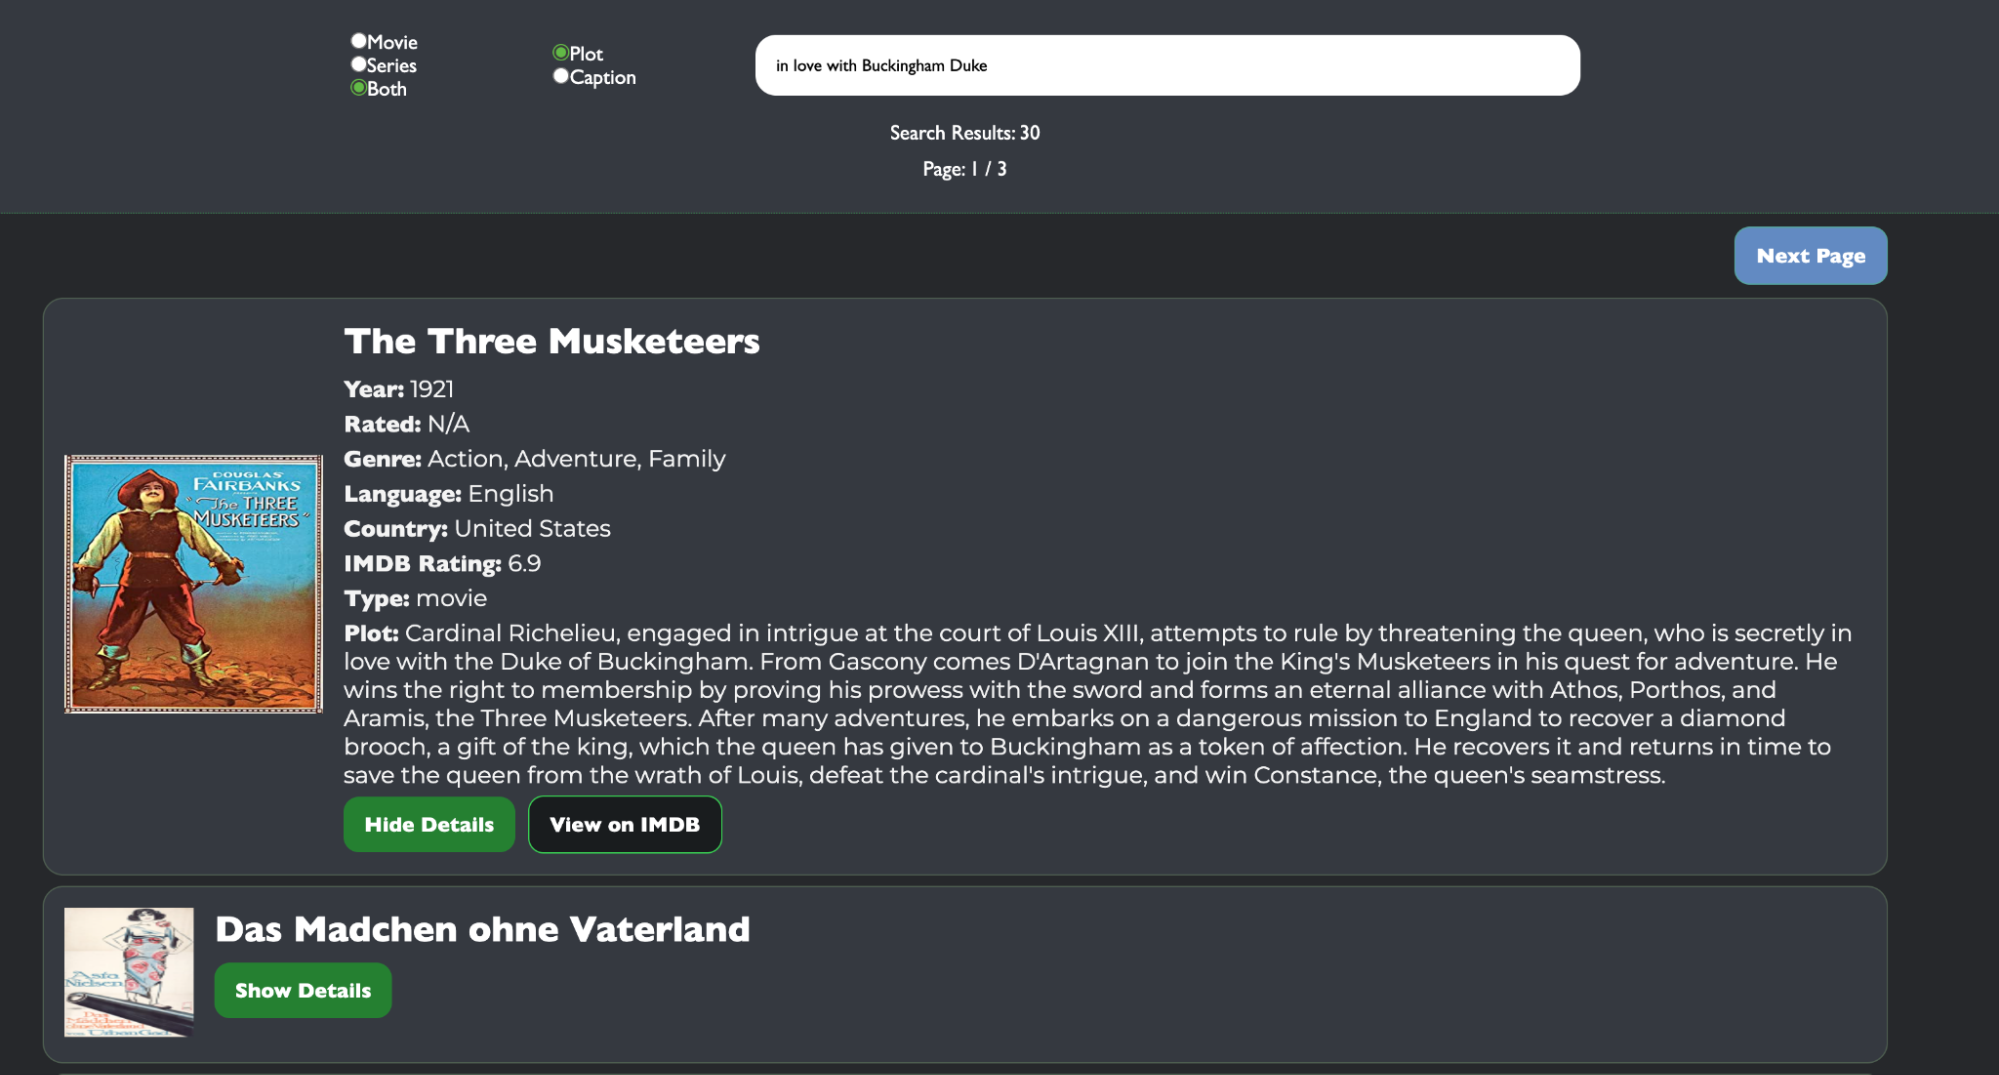 Movie
Series
Both
Plot
Caption
in love with Buckingham Duke
Search Results: 30
Page: 1 / 3
Next Page
The Three Musketeers
Year: 1921
Rated: N/A
Genre: Action, Adventure, Family
Language: English
Country: United States
IMDB Rating: 6.9
Type: movie
Plot: Cardinal Richelieu, engaged in intrigue at the court of Louis XIII, attempts to rule by threatening the queen, who is secretly in
love with the Duke of Buckingham. From Gascony comes D'Artagnan to join the King's Musketeers in his quest for adventure. He
wins the right to membership by proving his prowess with the sword and forms an eternal alliance with Athos, Porthos, and
Aramis, the Three Musketeers. After many adventures, he embarks on a dangerous mission to England to recover a diamond
brooch, a gift of the king, which the queen has given to Buckingham as a token of affection. He recovers it and returns in time to
save the queen from the wrath of Louis, defeat the cardinal's intrigue, and win Constance, the queen's seamstress.
DOUGLAS
FAIRBANKS
"The THREE
MUSKETEERS"
Hide Details
View on IMDB
Das Madchen ohne Vaterland
Show Details
Asta
Nielsen
Das
Mädchen
ohne Vaterland
Urban Gad